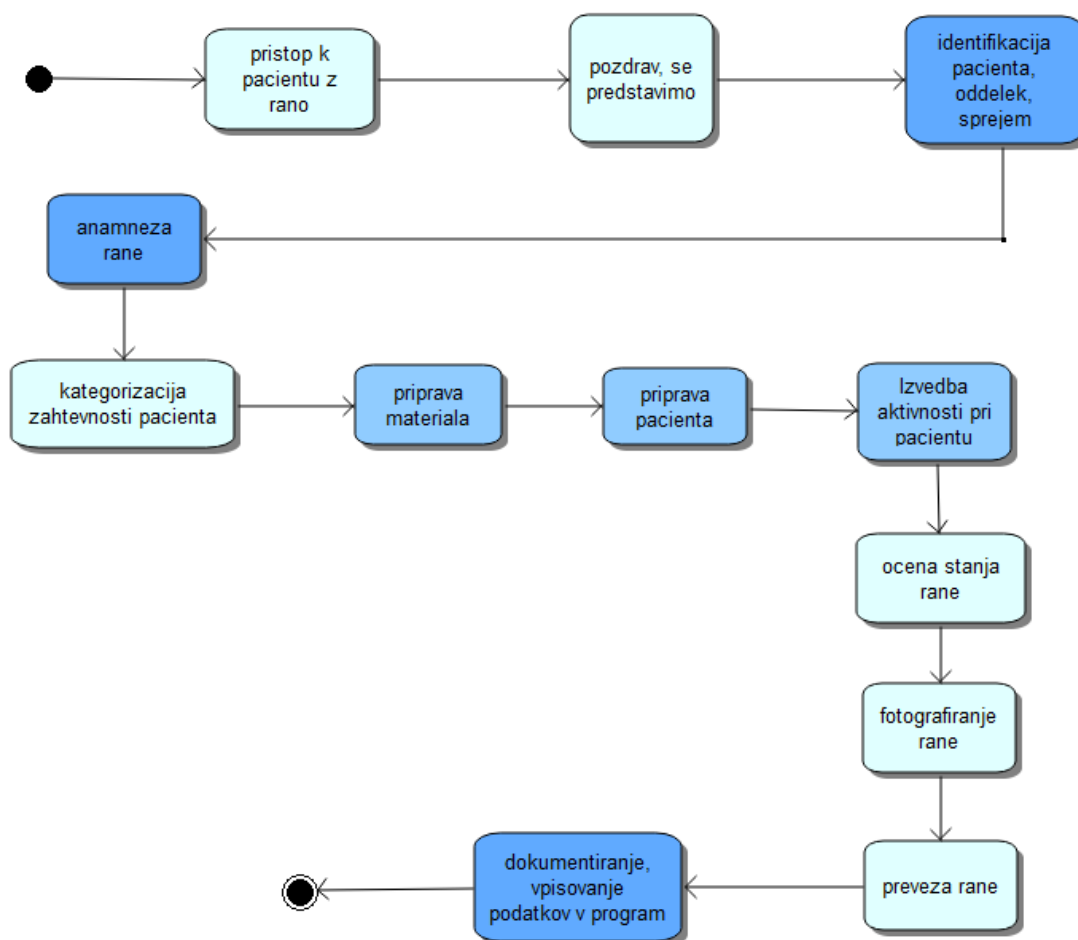 pristop k
pacientu z
rano
pozdrav, se
predstavimo
identifikacija
pacienta,
oddelek,
sprejem
anamneza
rane
kategorizacija
zahtevnosti pacienta
priprava
materiala
priprava
pacienta
Izvedba
aktivnosti pri
pacientu
ocena stanja
rane
fotografiranje
rane
preveza rane
dokumentiranje,
vpisovanje
podatkov v program